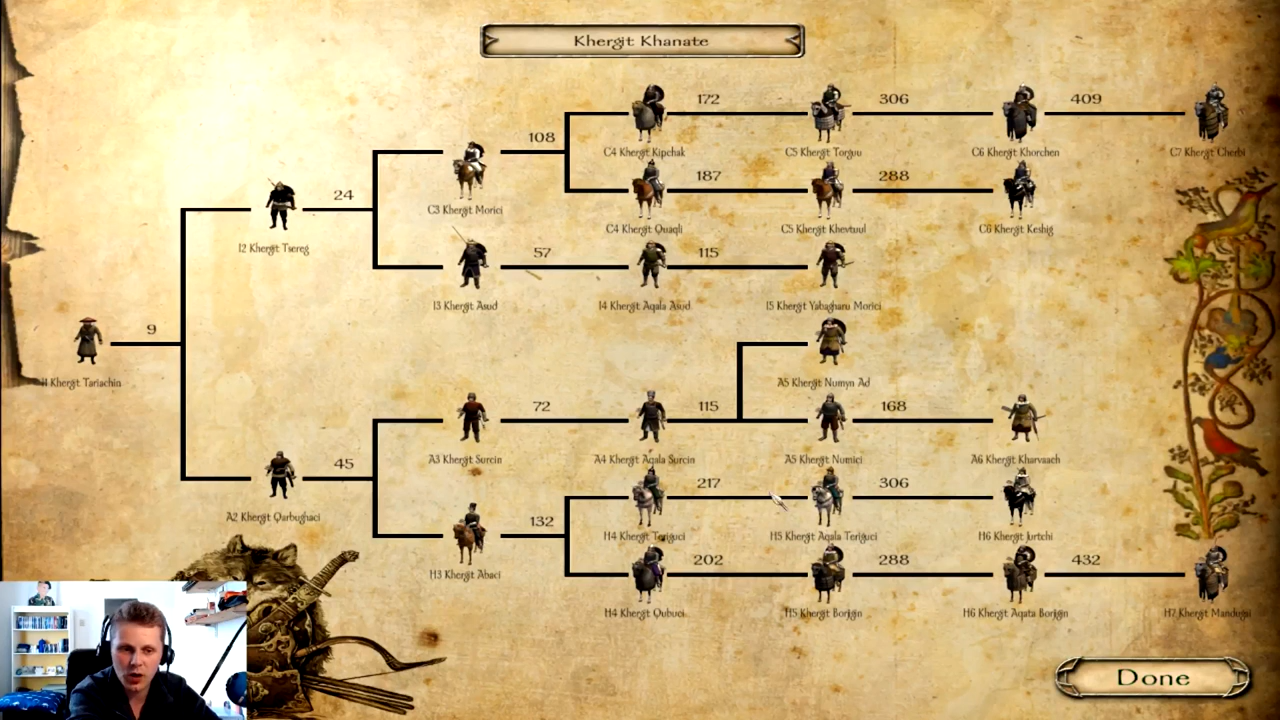 Khergit Khanate
172
306
409
108
C4 Khergit Kipchak
C5 Khergit Torguu
C6 Khergit Khorchen
C7 Khergit Cherbi
187
288
24
C3 Khergit Morici
C4 Khergit Quaqli
C5 Khergit Khevtuul
C6 Khergit Keshig
I2 Khergit Tsereg
57
115
I3 Khergit Asud
I4 Khergit Aqala Asud
I5 Khergit Yabagharu Morici
9
I1 Khergit Tariachin
A5 Khergit Numyn Ad
72
115
168
45
A3 Khergit Surcin
A4 Khergit Aqala Surcin
A5 Khergit Numici
A6 Khergit Kharvaach
217
306
A2 Khergit Qarbughaci
132
H4 Khergit Teriguci
H5 Khergit Aqala Teriguci
H6 Khergit Jurtchi
202
288
432
H3 Khergit Abaci
H4 Khergit Qubuci
H5 Khergit Borjign
H6 Khergit Aqata Borjign
H7 Khergit Mandugai
Done